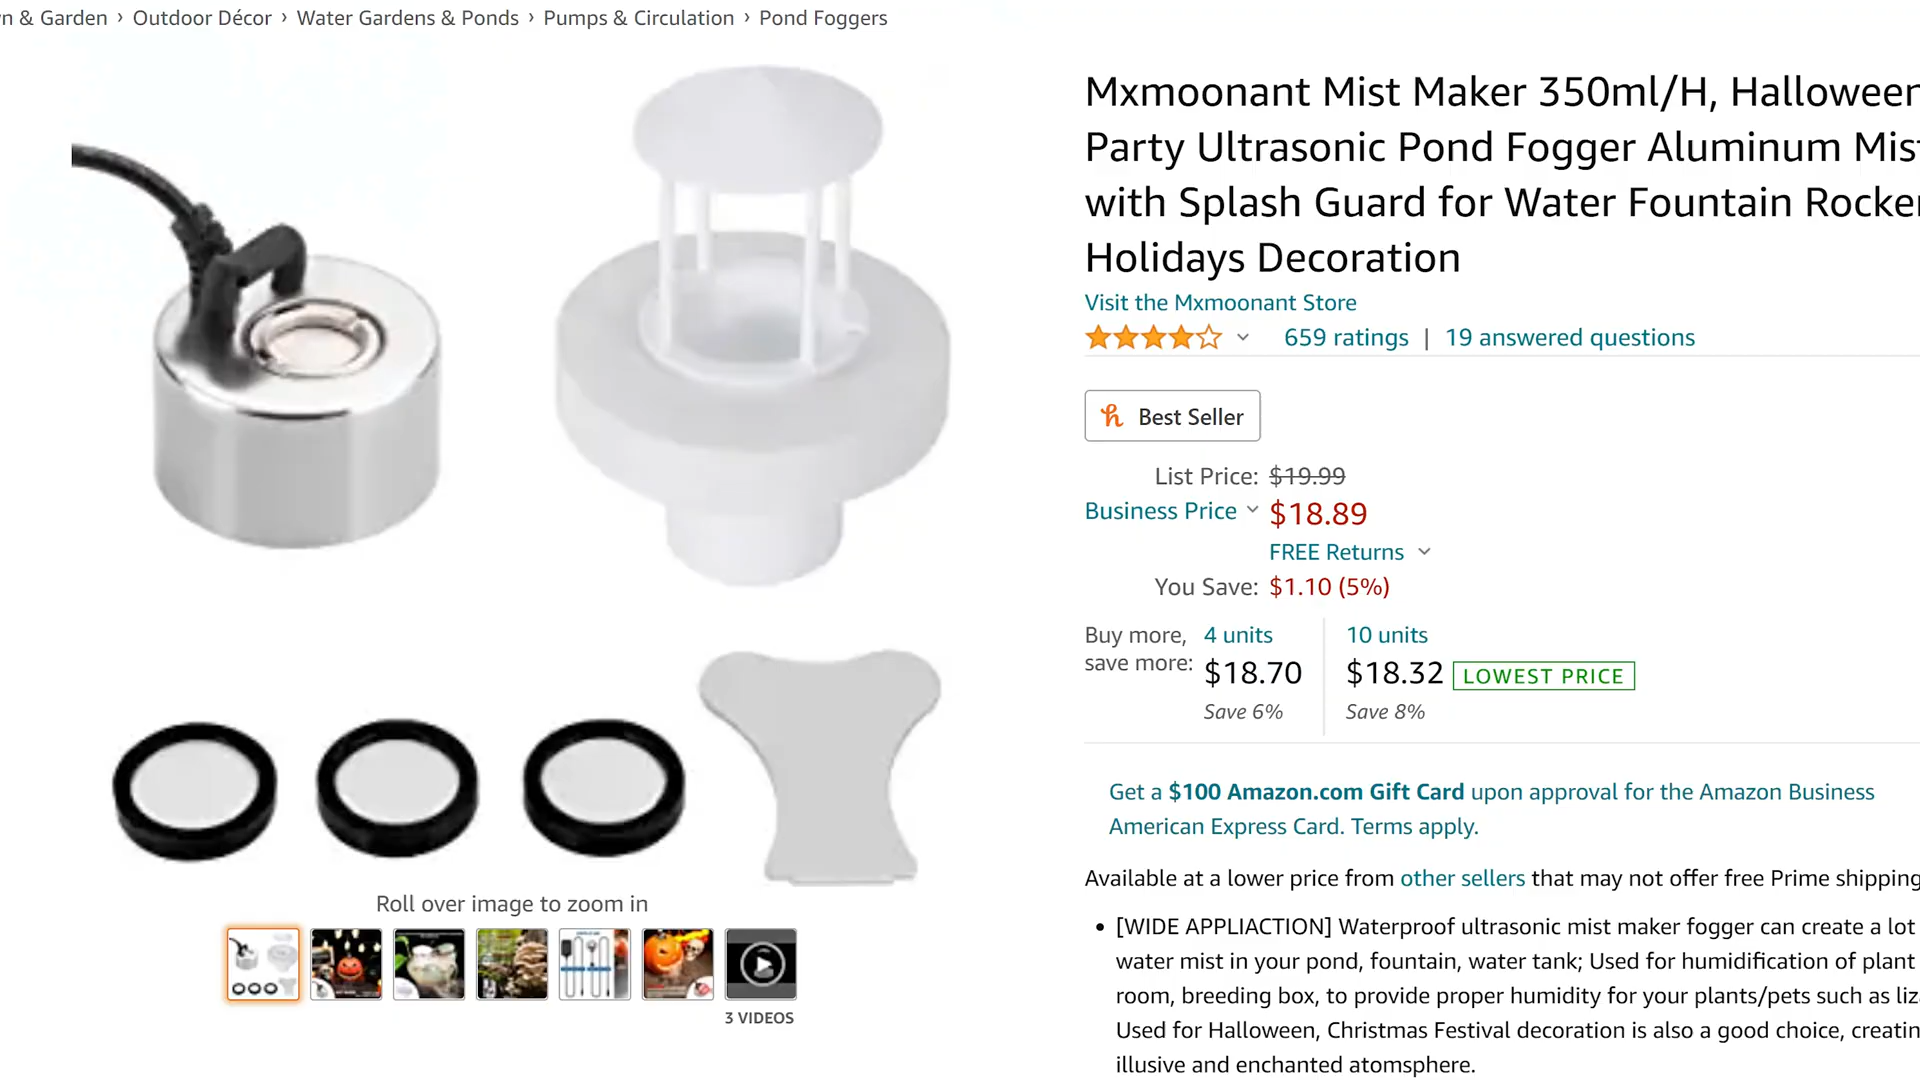 & Garden › Outdoor Décor › Water Gardens & Ponds › Pumps & Circulation › Pond Foggers
Mxmoonant Mist Maker 350ml/H, Halloween
Party Ultrasonic Pond Fogger Aluminum Mis
with Splash Guard for Water Fountain Rocke
Holidays Decoration
Visit the Mxmoonant Store
659 ratings | 19 answered questions
Best Seller
List Price: $19.99
Business Price $18.89
FREE Returns
You Save: $1.10 (5%)
Buy more, 4 units 10 units
save more: $18.70 $18.32 LOWEST PRICE
Save 6% Save 8%
Get a $100 Amazon.com Gift Card upon approval for the Amazon Business
American Express Card. Terms apply.
Available at a lower price from other sellers that may not offer free Prime shipping
• [WIDE APPLIACTION] Waterproof ultrasonic mist maker fogger can create a lot
water mist in your pond, fountain, water tank; Used for humidification of plant
room, breeding box, to provide proper humidity for your plants/pets such as liz
Used for Halloween, Christmas Festival decoration is also a good choice, creatin
illusive and enchanted atomsphere.
Roll over image to zoom in
3 VIDEOS